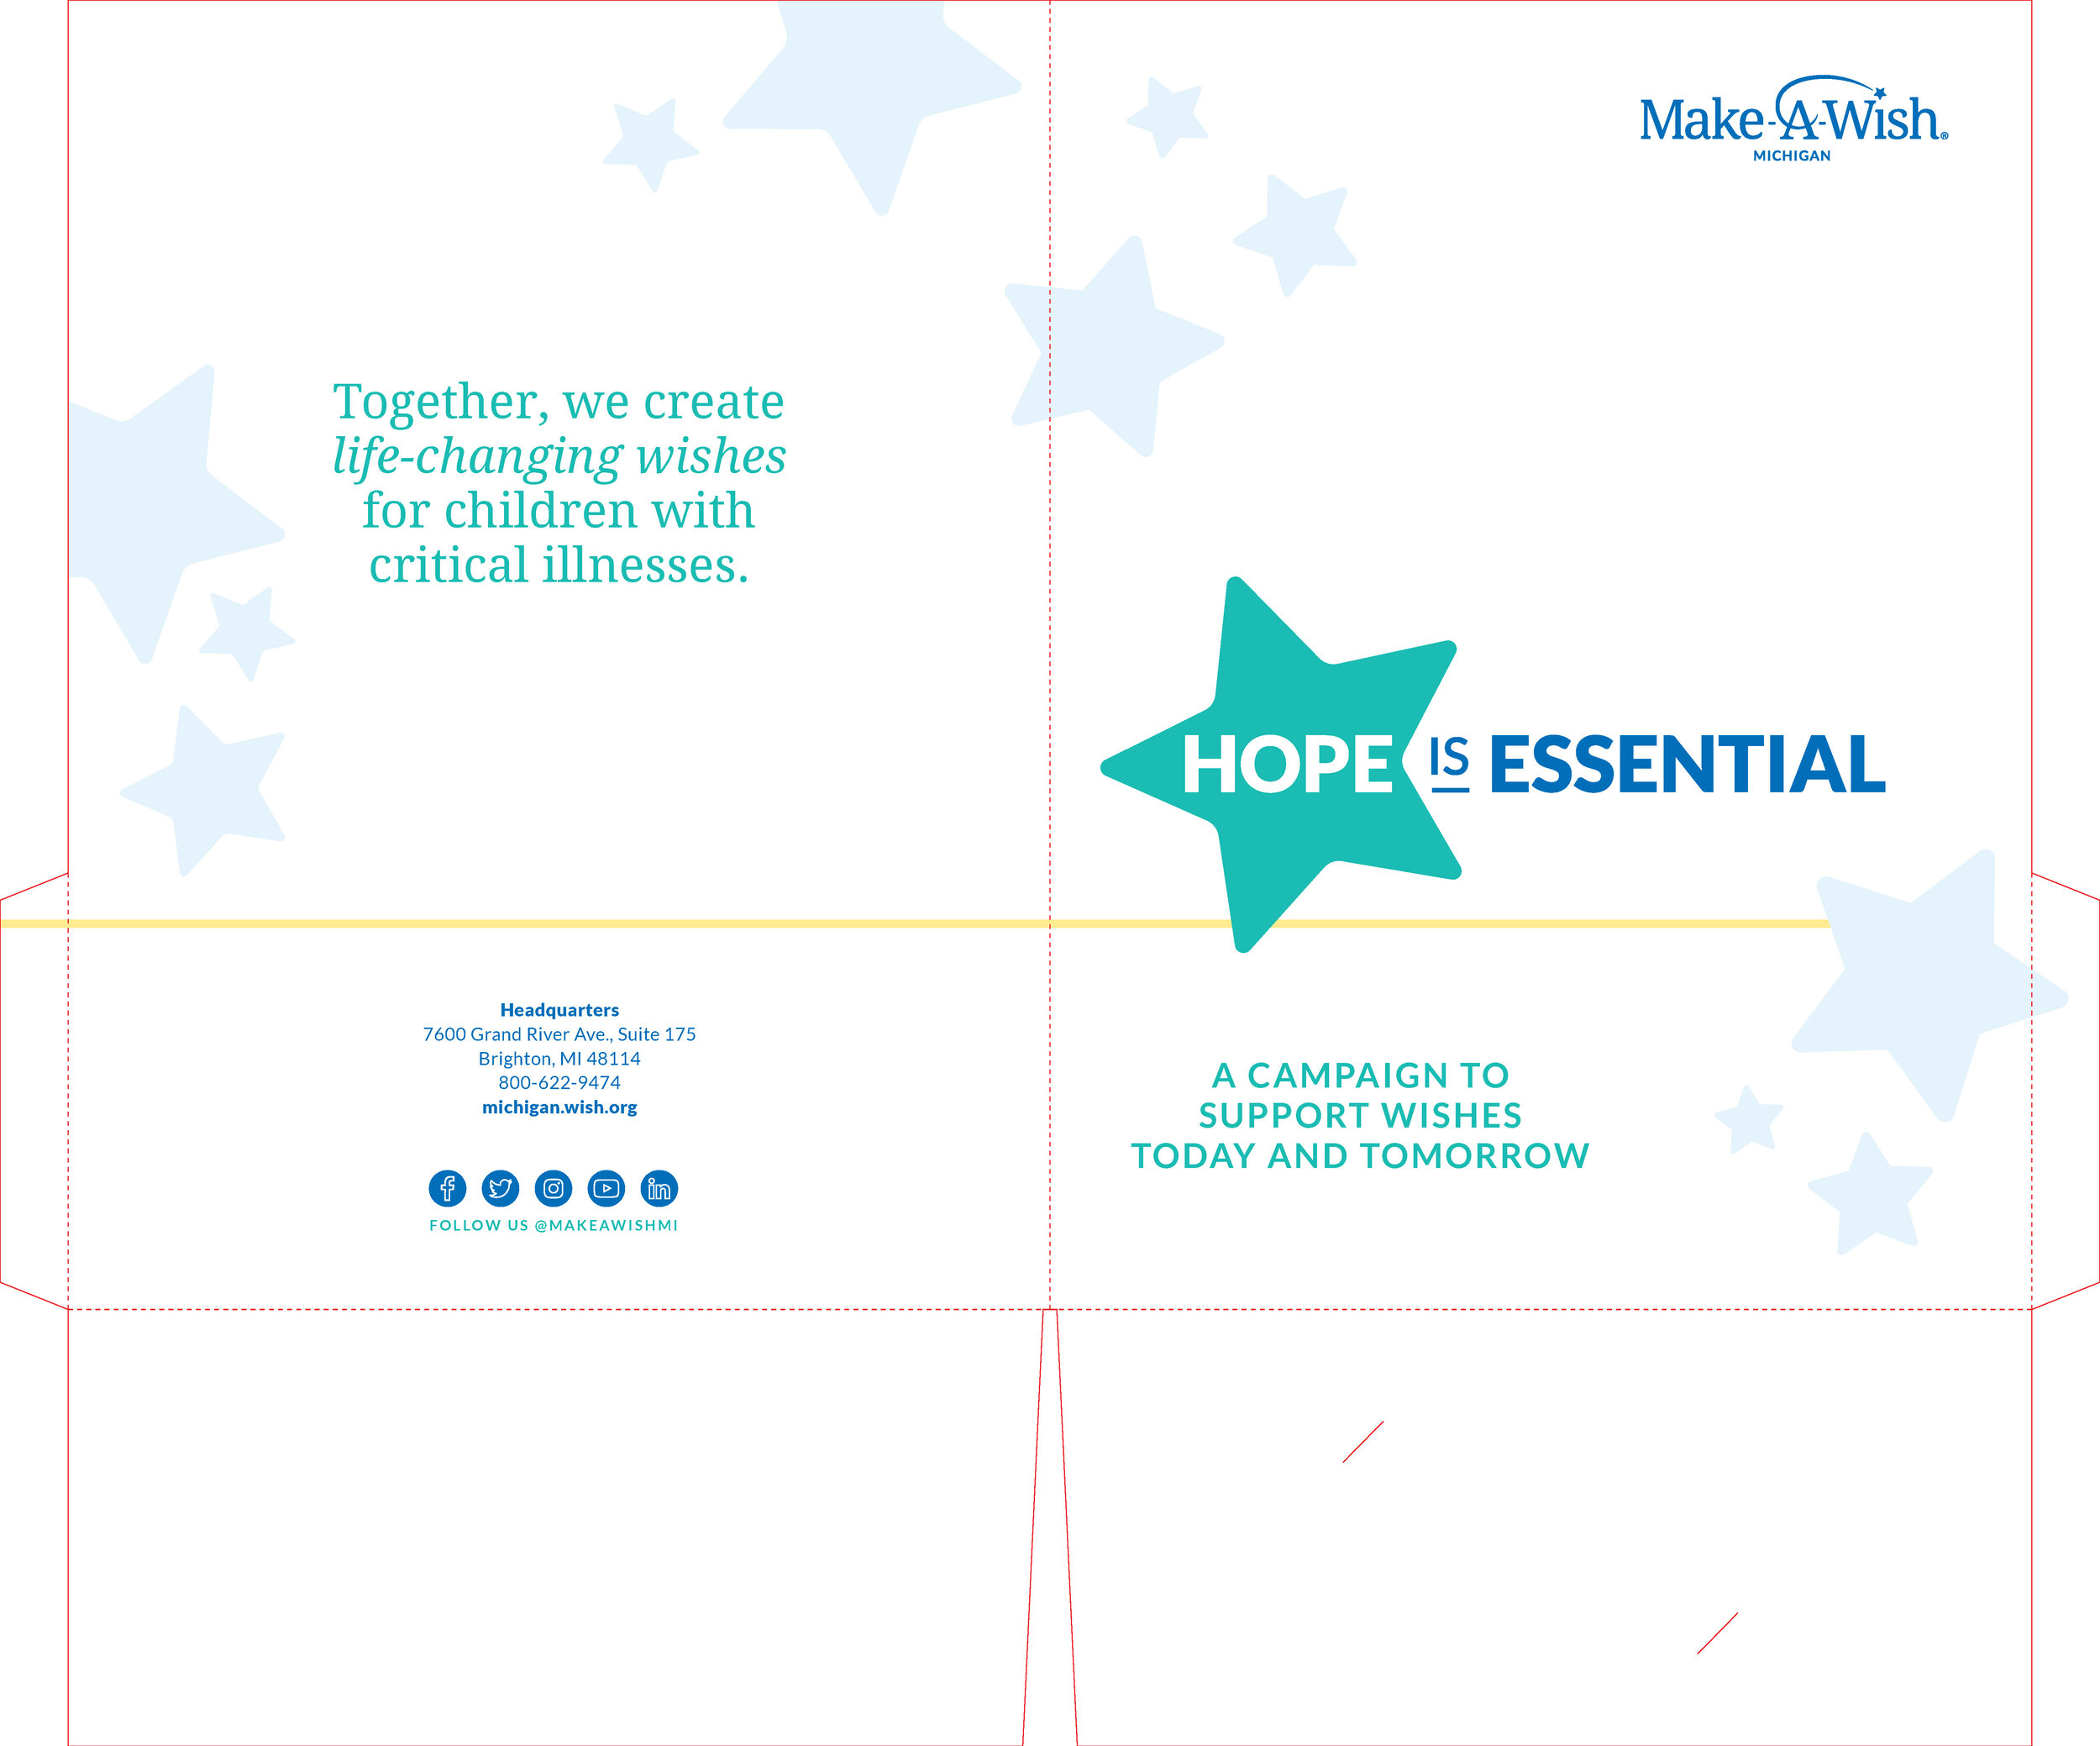 Together, we create
life-changing wishes
for children with
critical illnesses.
Headquarters
7600 Grand River Ave., Suite 175
Brighton, MI 48114
800-622-9474
michigan.wish.org
FOLLOW US @MAKEAWISHMI
Make-A-Wish®
MICHIGAN
HOPE IS ESSENTIAL
A CAMPAIGN TO
SUPPORT WISHES
TODAY AND TOMORROW